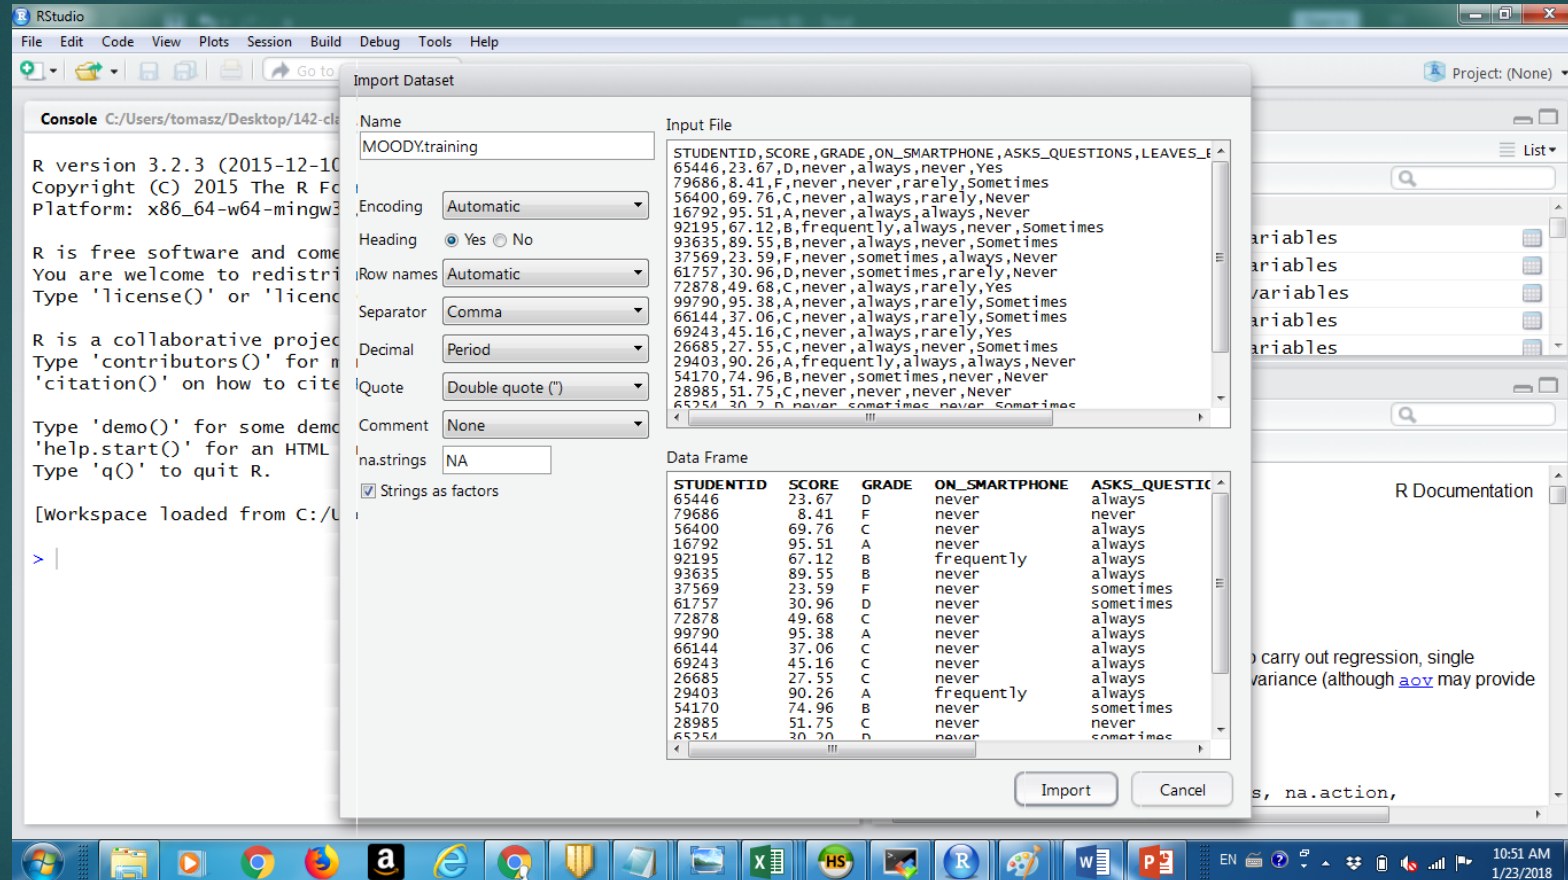 RStudio
File Edit Code View Plots Session Build Debug Tools Help
Go to
Project: (None)
Import Dataset
Console C:/Users/tomasz/Desktop/142-cl
R version 3.2.3 (2015-12-10
Copyright (C) 2015 The R Fo
Platform: x86_64-w64-mingw3
R is free software and come
You are welcome to redistri
Type 'license()' or 'licenc
R is a collaborative projec
Type 'contributors()' for m
'citation()' on how to cite
Type 'demo()' for some demo
'help.start()' for an HTML
Type 'q()' to quit R.
[Workspace loaded from C:/U
>
Name
MOODY.training
Encoding Automatic
Heading Yes No
Row names Automatic
Separator Comma
Decimal Period
Quote Double quote (")
Comment None
na.strings NA
Strings as factors
Input File
STUDENTID,SCORE,GRADE,ON_SMARTPHONE,ASKS_QUESTIONS,LEAVES_E
65446,23.67,D,never,always,never,Yes
79686,8.41,F,never,never,rarely,Sometimes
56400,69.76,C,never,always,rarely,Never
16792,95.51,A,never,always,always,Never
92195,67.12,B,frequently,always,never,Sometimes
93635,89.55,B,never,always,never,Sometimes
37569,23.59,F,never,sometimes,always,Never
61757,30.96,D,never,sometimes,rarely,Never
72878,49.68,C,never,always,rarely,Yes
99790,95.38,A,never,always,rarely,Sometimes
66144,37.06,C,never,always,rarely,Sometimes
69243,45.16,C,never,always,rarely,Yes
26685,27.55,C,never,always,never,Sometimes
29403,90.26,A,frequently,always,always,Never
54170,74.96,B,never,sometimes,never,Never
28985,51.75,C,never,never,never,Never
65254,30.2,D,never,sometimes,never,Sometimes
Data Frame
STUDENTID SCORE GRADE ON_SMARTPHONE ASKS_QUESTIO
65446 23.67 D never always
79686 8.41 F never never
56400 69.76 C never always
16792 95.51 A never always
92195 67.12 B frequently always
93635 89.55 B never always
37569 23.59 F never sometimes
61757 30.96 D never sometimes
72878 49.68 C never always
99790 95.38 A never always
66144 37.06 C never always
69243 45.16 C never always
26685 27.55 C never always
29403 90.26 A frequently always
54170 74.96 B never sometimes
28985 51.75 C never never
65254 30.20 D never sometimes
Import Cancel
List
ariables
ariables
variables
ariables
ariables
R Documentation
o carry out regression, single
variance (although aov may provide
s, na.action,
HS
EN
10:51 AM
1/23/2018